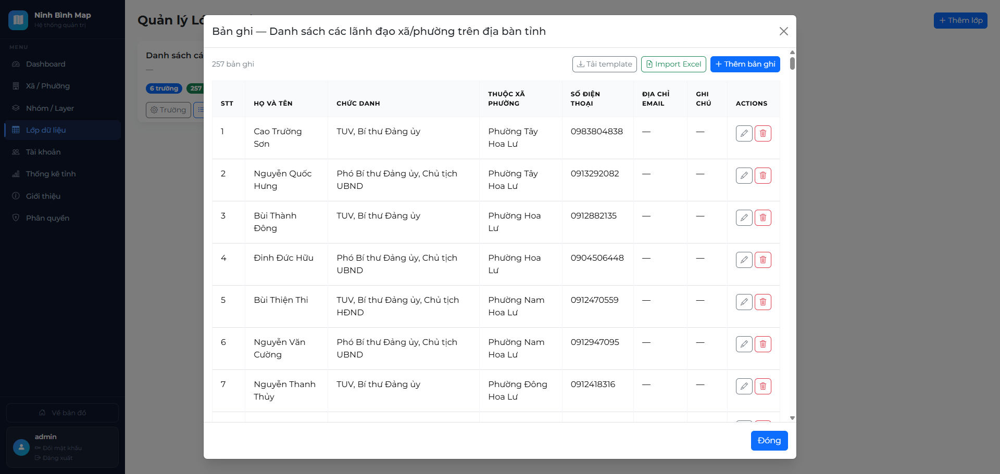 Ninh Bình Map
Hệ thống quản trị
MENU
Dashboard
Xã / Phường
Nhóm / Layer
Lớp dữ liệu
Tài khoản
Thống kê tỉnh
Giới thiệu
Phân quyền
Về bản đồ
admin
Đổi mật khẩu
Đăng xuất
Quản lý Lớ
+ Thêm lớp
Danh sách cá
—
6 trường 257
Trường
Bản ghi — Danh sách các lãnh đạo xã/phường trên địa bàn tỉnh
257 bản ghi
Tải template Import Excel + Thêm bản ghi
STT HỌ VÀ TÊN CHỨC DANH THUỘC XÃ PHƯỜNG SỐ ĐIỆN THOẠI ĐỊA CHỈ EMAIL GHI CHÚ ACTIONS
1 Cao Trường Sơn TUV, Bí thư Đảng ủy Phường Tây Hoa Lư 0983804838 — —
2 Nguyễn Quốc Hưng Phó Bí thư Đảng ủy, Chủ tịch UBND Phường Tây Hoa Lư 0913292082 — —
3 Bùi Thành Đông TUV, Bí thư Đảng ủy Phường Hoa Lư 0912882135 — —
4 Đinh Đức Hữu Phó Bí thư Đảng ủy, Chủ tịch UBND Phường Hoa Lư 0904506448 — —
5 Bùi Thiện Thi TUV, Bí thư Đảng ủy, Chủ tịch HĐND Phường Nam Hoa Lư 0912470559 — —
6 Nguyễn Văn Cường Phó Bí thư Đảng ủy, Chủ tịch UBND Phường Nam Hoa Lư 0912947095 — —
7 Nguyễn Thanh Thủy TUV, Bí thư Đảng ủy Phường Đông Hoa Lư 0912418316 — —
Đóng